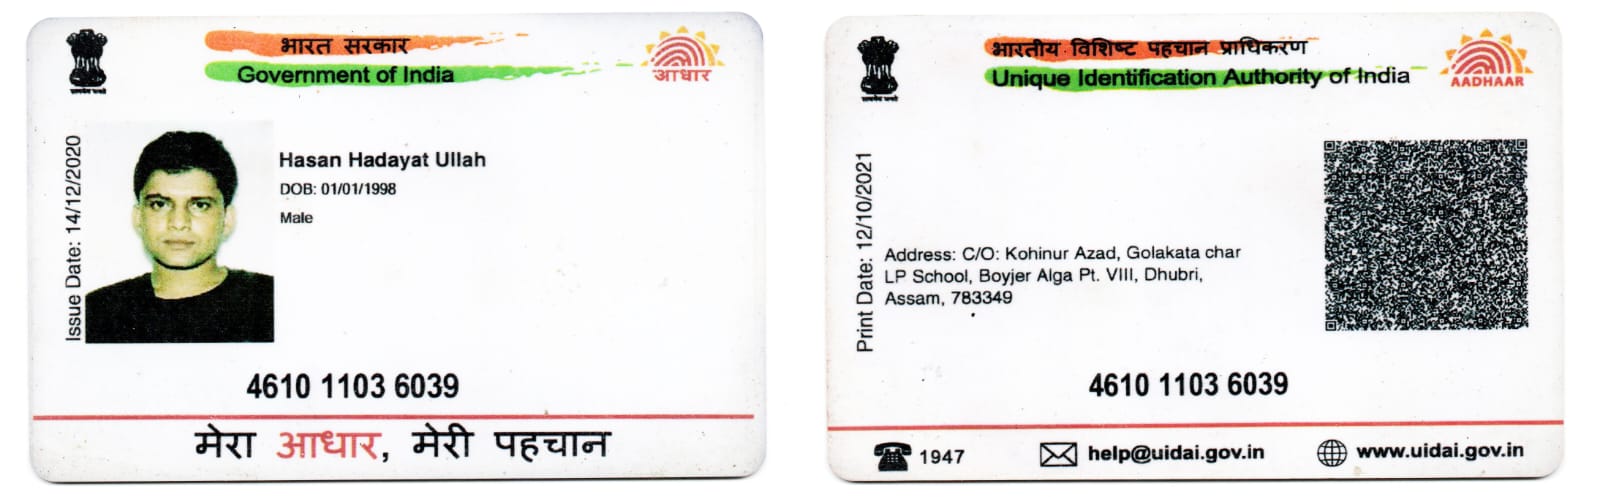 भारत सरकार
Government of India
आधार
Issue Date: 14/12/2020
Hasan Hadayat Ullah
DOB: 01/01/1998
Male
4610 1103 6039
मेरा आधार, मेरी पहचान
भारतीय विशिष्ट पहचान प्राधिकरण
Unique Identification Authority of India
AADHAAR
Print Date: 12/10/2021
Address: C/O: Kohinur Azad, Golakata char
LP School, Boyjer Alga Pt. VIII, Dhubri,
Assam, 783349
4610 1103 6039
1947
help@uidai.gov.in
www.uidai.gov.in